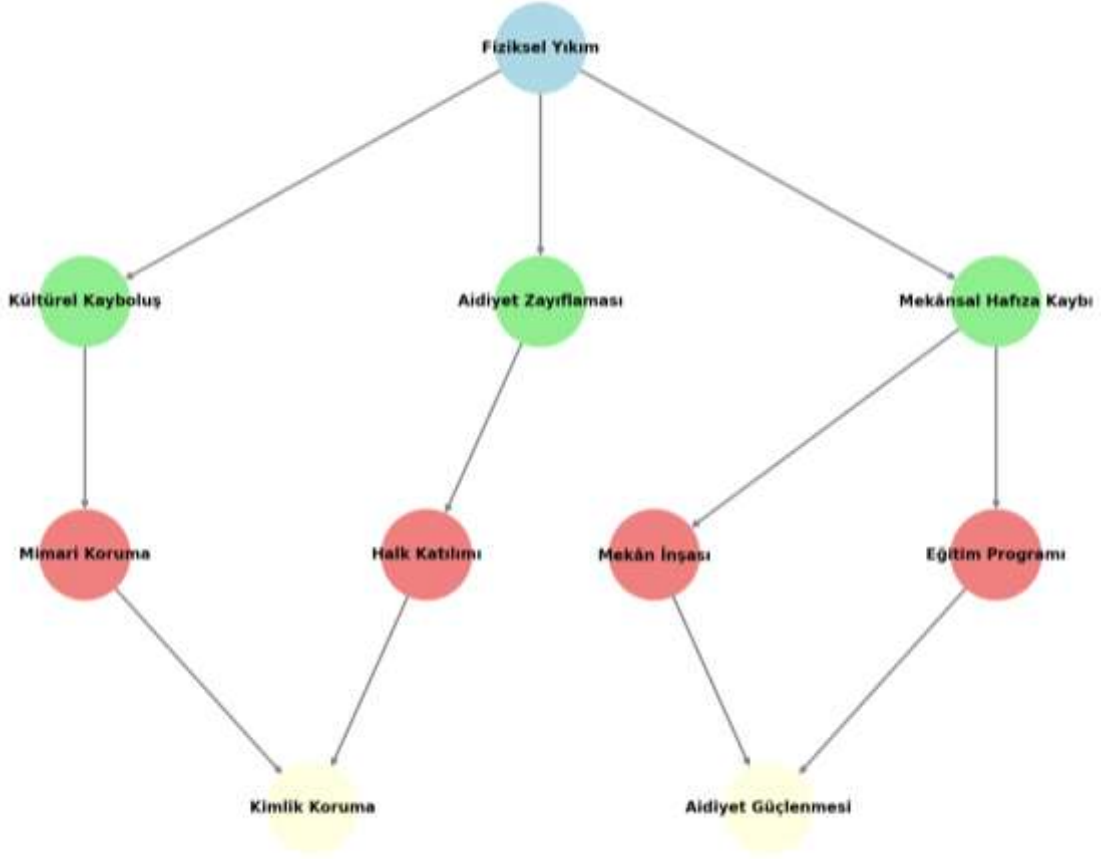 Fiziksel Yıkım
Kültürel Kayboluş
Aidiyet Zayıflaması
Mekânsal Hafıza Kaybı
Mimari Koruma
Halk Katılımı
Mekân İnşası
Eğitim Programı
Kimlik Koruma
Aidiyet Güçlenmesi